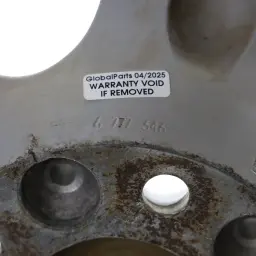 GlobalParts 04/2025
WARRANTY VOID
IF REMOVED